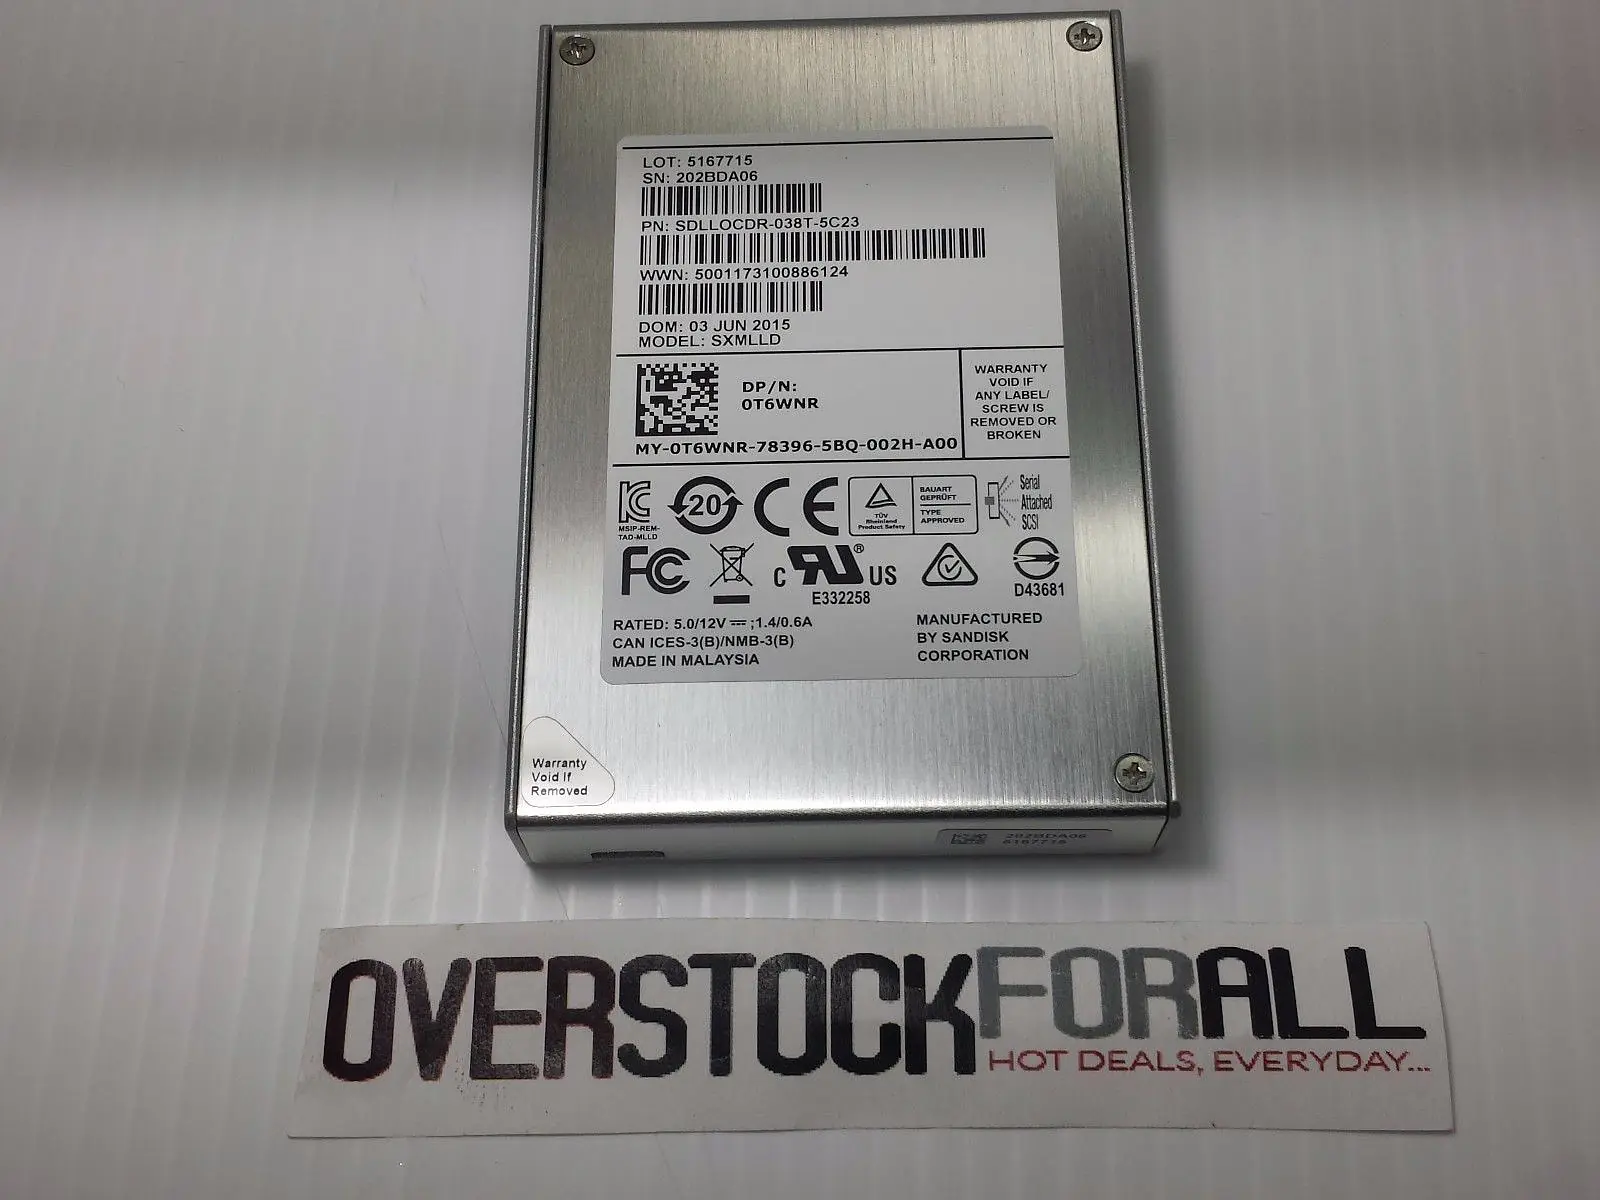 LOT: 5167715
SN: 202BDA06
PN: SDLLOCDR-038T-5C23
WWN: 5001173100886124
DOM: 03 JUN 2015
MODEL: SXMLLD
DP/N:
0T6WNR
MY-0T6WNR-78396-5BQ-002H-A00
WARRANTY
VOID IF
ANY LABEL/
SCREW IS
REMOVED OR
BROKEN
KC
MSIP-REM-
TAD-MLLD
20
CE
TÜV
Rheinland
Product Safety
BAUART
GEPRÜFT
TYPE
APPROVED
Serial
Attached
SCSI
FC
C RU® US
E332258
D43681
RATED: 5.0/12V ⎓ ;1.4/0.6A
CAN ICES-3(B)/NMB-3(B)
MADE IN MALAYSIA
MANUFACTURED
BY SANDISK
CORPORATION
Warranty
Void If
Removed
202BDA06
5167715
OVERSTOCKFORALL
HOT DEALS, EVERYDAY...